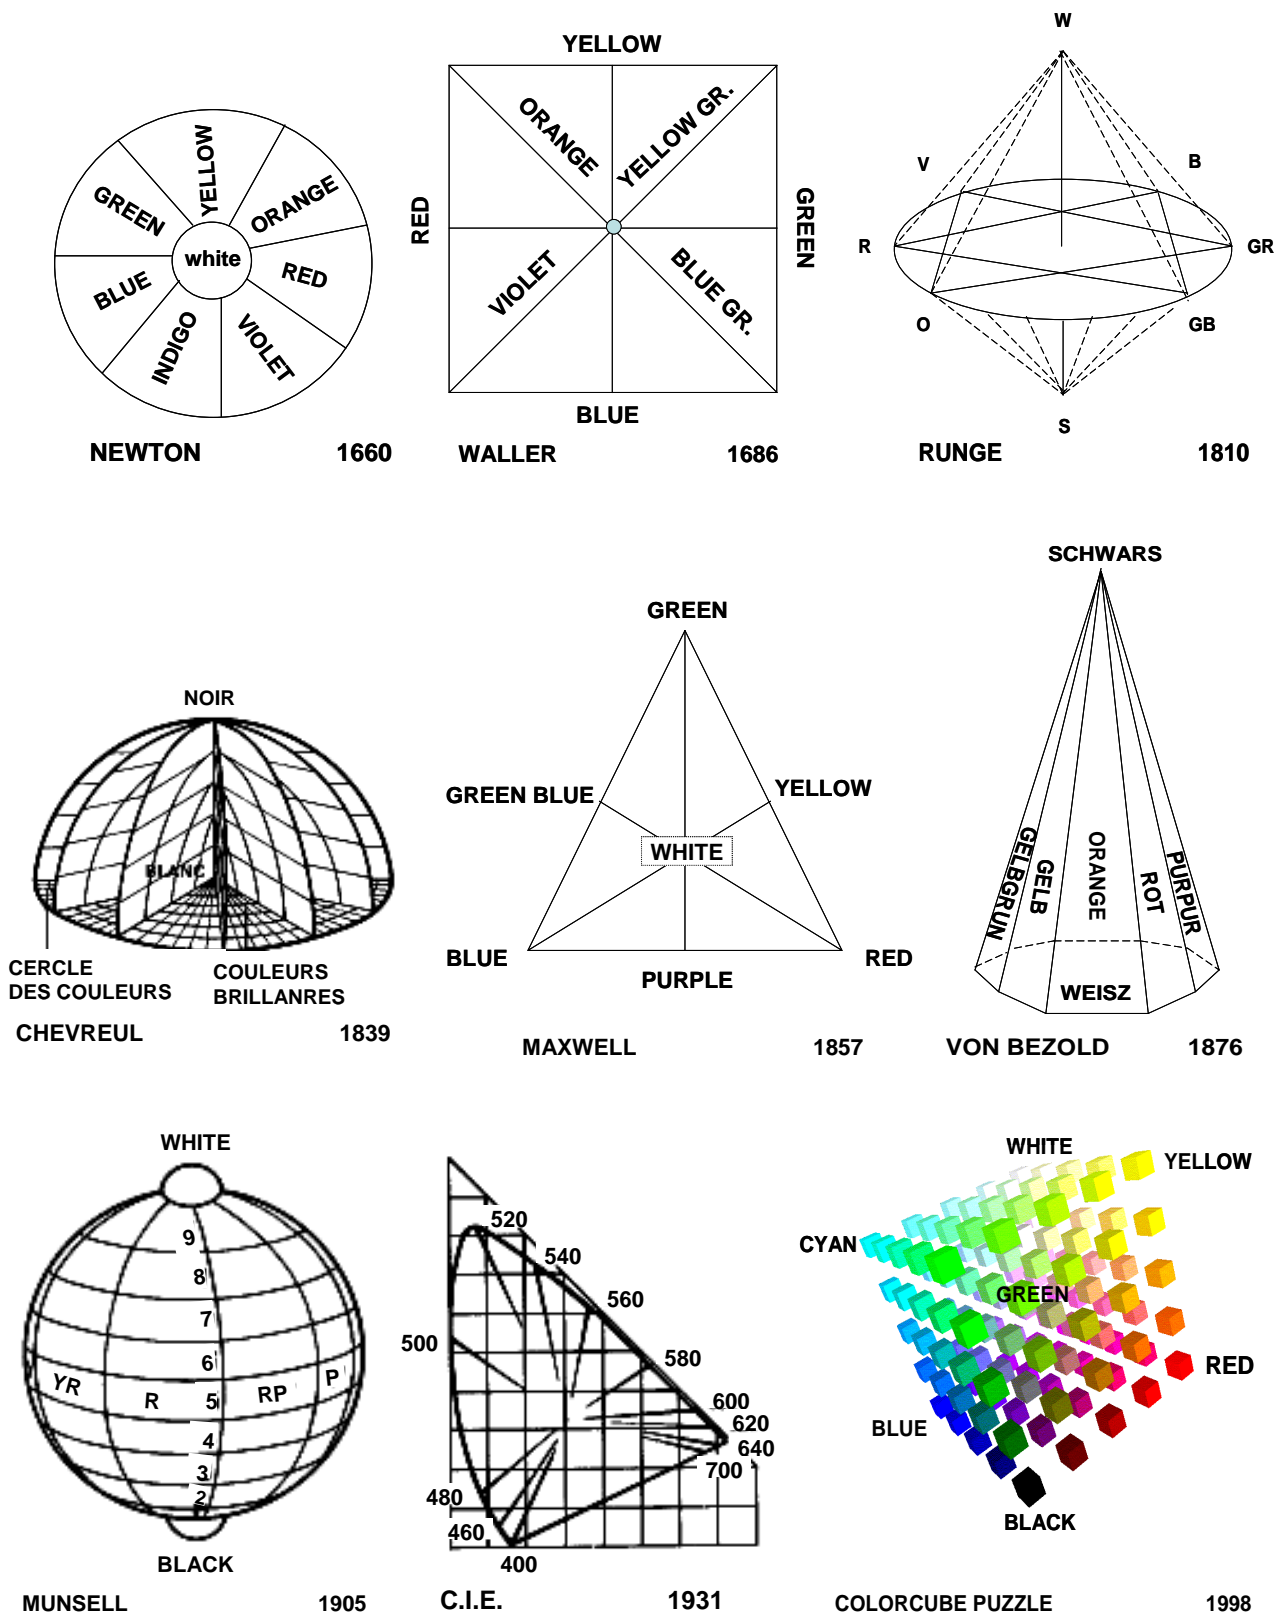 YELLOW
GREEN
ORANGE
white
BLUE
RED
INDIGO
VIOLET
NEWTON 1660
YELLOW
ORANGE
YELLOW GR.
RED
GREEN
VIOLET
BLUE GR.
BLUE
WALLER 1686
W
V
B
R
GR
O
GB
S
RUNGE 1810
NOIR
BLANC
CERCLE
DES COULEURS
COULEURS
BRILLANRES
CHEVREUL 1839
GREEN
GREEN BLUE
YELLOW
WHITE
BLUE
RED
PURPLE
MAXWELL 1857
SCHWARS
GELBGRUN
GELB
ORANGE
ROT
PURPUR
WEISZ
VON BEZOLD 1876
WHITE
9
8
7
6
YR R 5 RP P
4
3
2
BLACK
MUNSELL 1905
520
540
560
500
580
600
620
640
700
480
460
400
C.I.E. 1931
WHITE
YELLOW
CYAN
GREEN
RED
BLUE
BLACK
COLORCUBE PUZZLE 1998